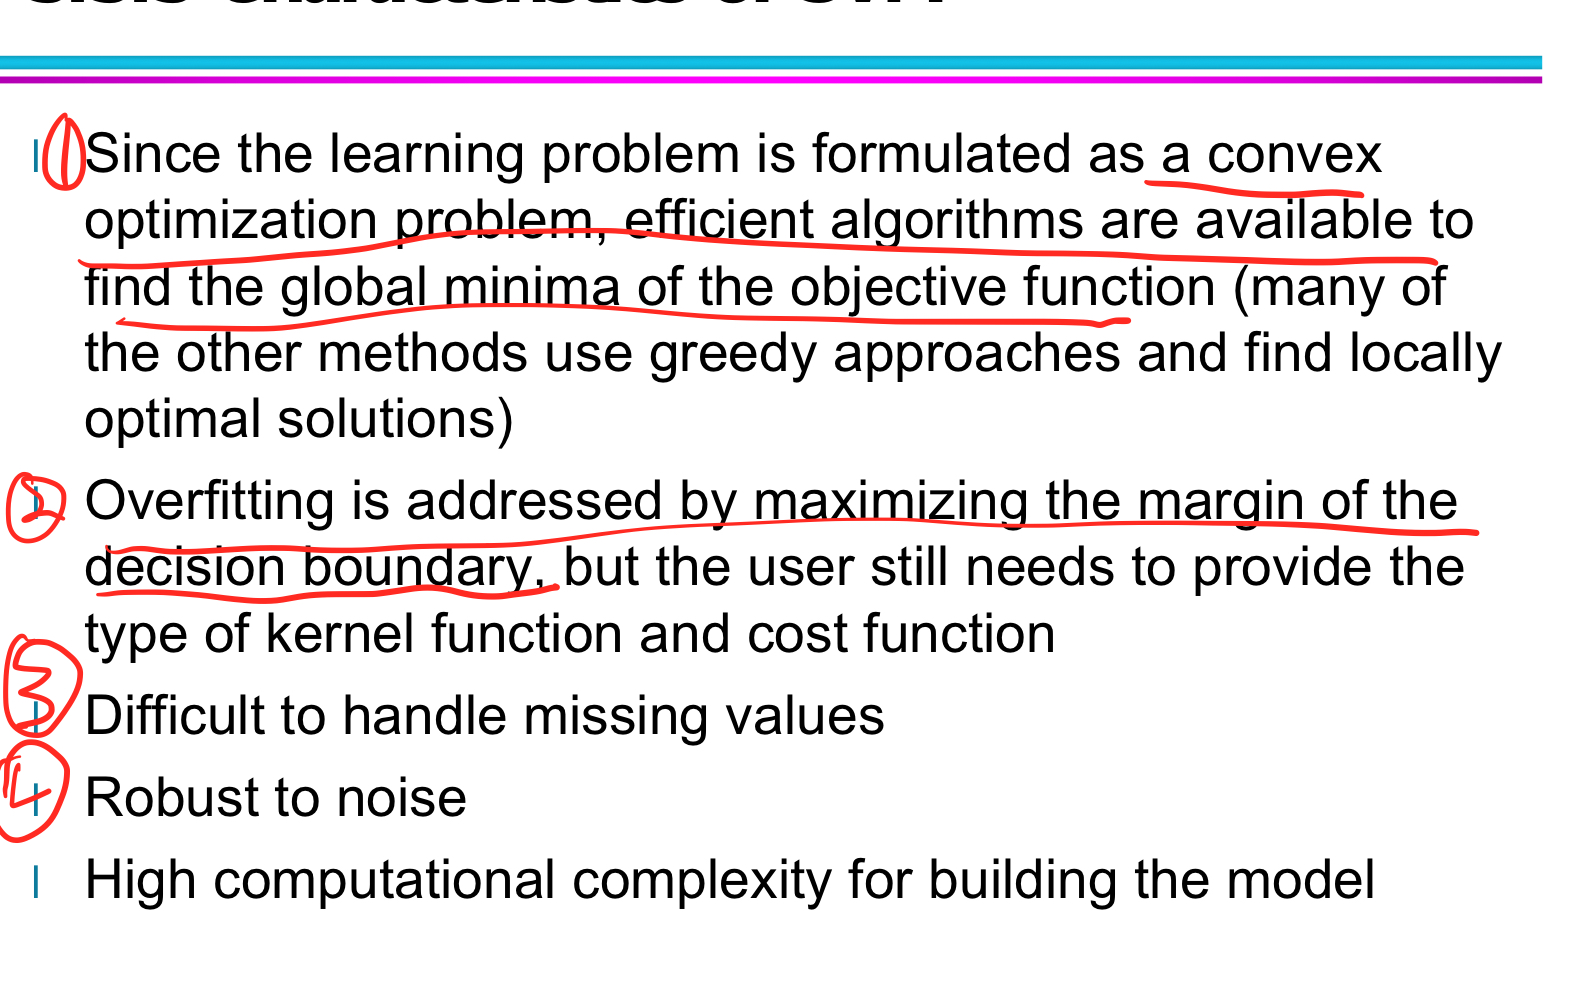 ① Since the learning problem is formulated as a convex
optimization problem, efficient algorithms are available to
find the global minima of the objective function (many of
the other methods use greedy approaches and find locally
optimal solutions)
② Overfitting is addressed by maximizing the margin of the
decision boundary, but the user still needs to provide the
type of kernel function and cost function
③ Difficult to handle missing values
④ Robust to noise
High computational complexity for building the model